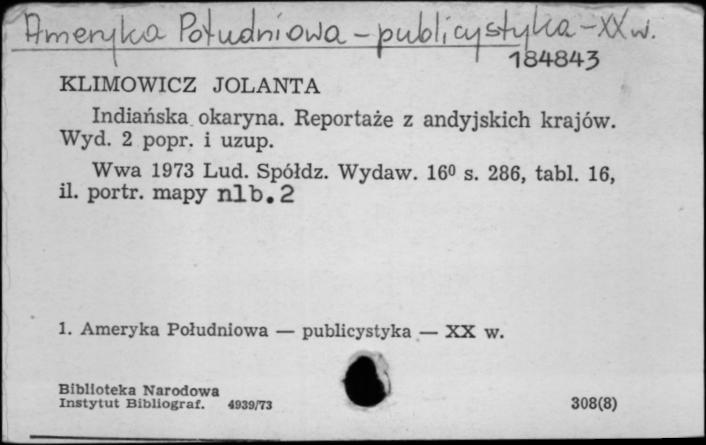 Ameryka Południowa – publicystyka – XX w.
184843
KLIMOWICZ JOLANTA
Indiańska okaryna. Reportaże z andyjskich krajów.
Wyd. 2 popr. i uzup.
Wwa 1973 Lud. Spółdz. Wydaw. 16⁰ s. 286, tabl. 16,
il. portr. mapy nlb. 2
1. Ameryka Południowa — publicystyka — XX w.
Biblioteka Narodowa
Instytut Bibliograf. 4939/73
308(8)